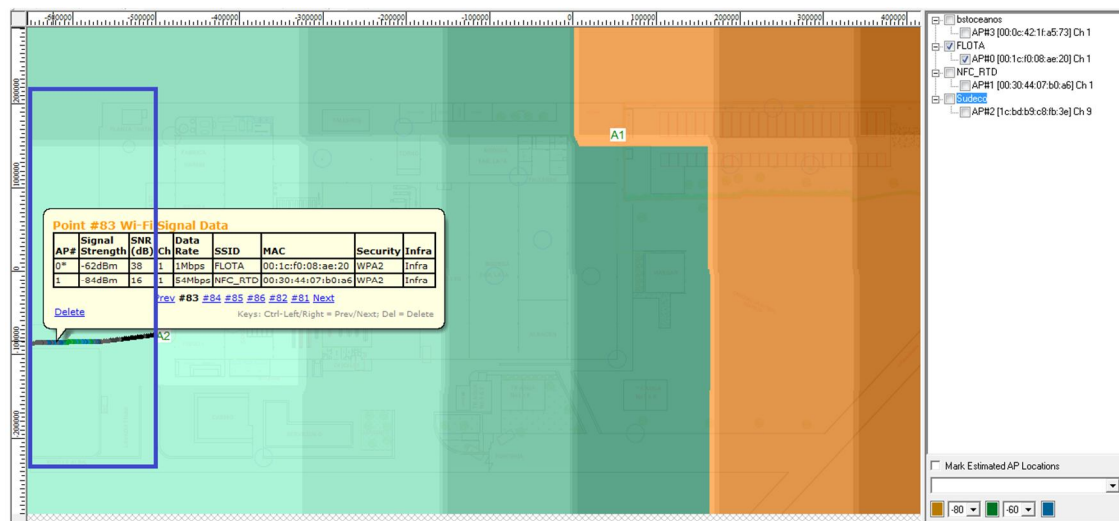 -600000 -500000 -400000 -300000 -200000 -100000 0 100000 200000 300000 400000
200000
100000
0
-100000
-200000
A1
A2
Point #83 Wi-Fi Signal Data
AP# Signal Strength SNR (dB) Ch Data Rate SSID MAC Security Infra
0* -62dBm 38 1 1Mbps FLOTA 00:1c:f0:08:ae:20 WPA2 Infra
1 -84dBm 16 1 54Mbps NFC_RTD 00:30:44:07:b0:a6 WPA2 Infra
Prev #83 #84 #85 #86 #82 #81 Next
Delete Keys: Ctrl-Left/Right = Prev/Next; Del = Delete
bstoceanos
AP#3 [00:0c:42:1f:a5:73] Ch 1
FLOTA
AP#0 [00:1c:f0:08:ae:20] Ch 1
NFC_RTD
AP#1 [00:30:44:07:b0:a6] Ch 1
Sudeco
AP#2 [1c:bd:b9:c8:fb:3e] Ch 9
Mark Estimated AP Locations
-80 -60